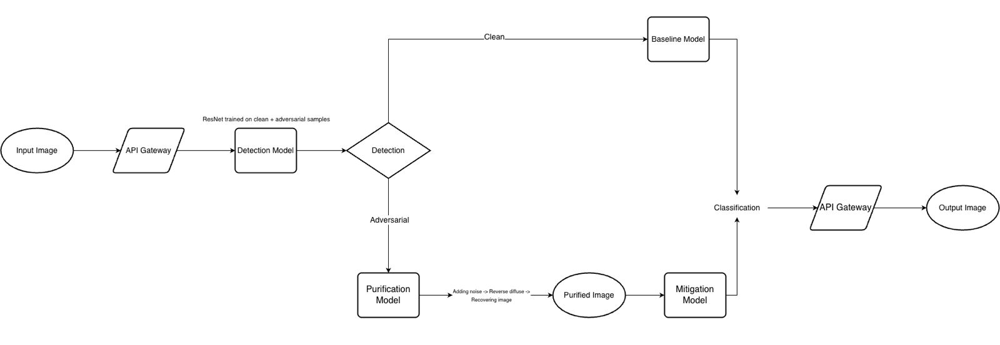 Clean
Baseline Model
ResNet trained on clean + adversarial samples
Input Image
API Gateway
Detection Model
Detection
Adversarial
Classification
API Gateway
Output Image
Purification
Model
Adding noise -> Reverse diffuse ->
Recovering image
Purified Image
Mitigation
Model